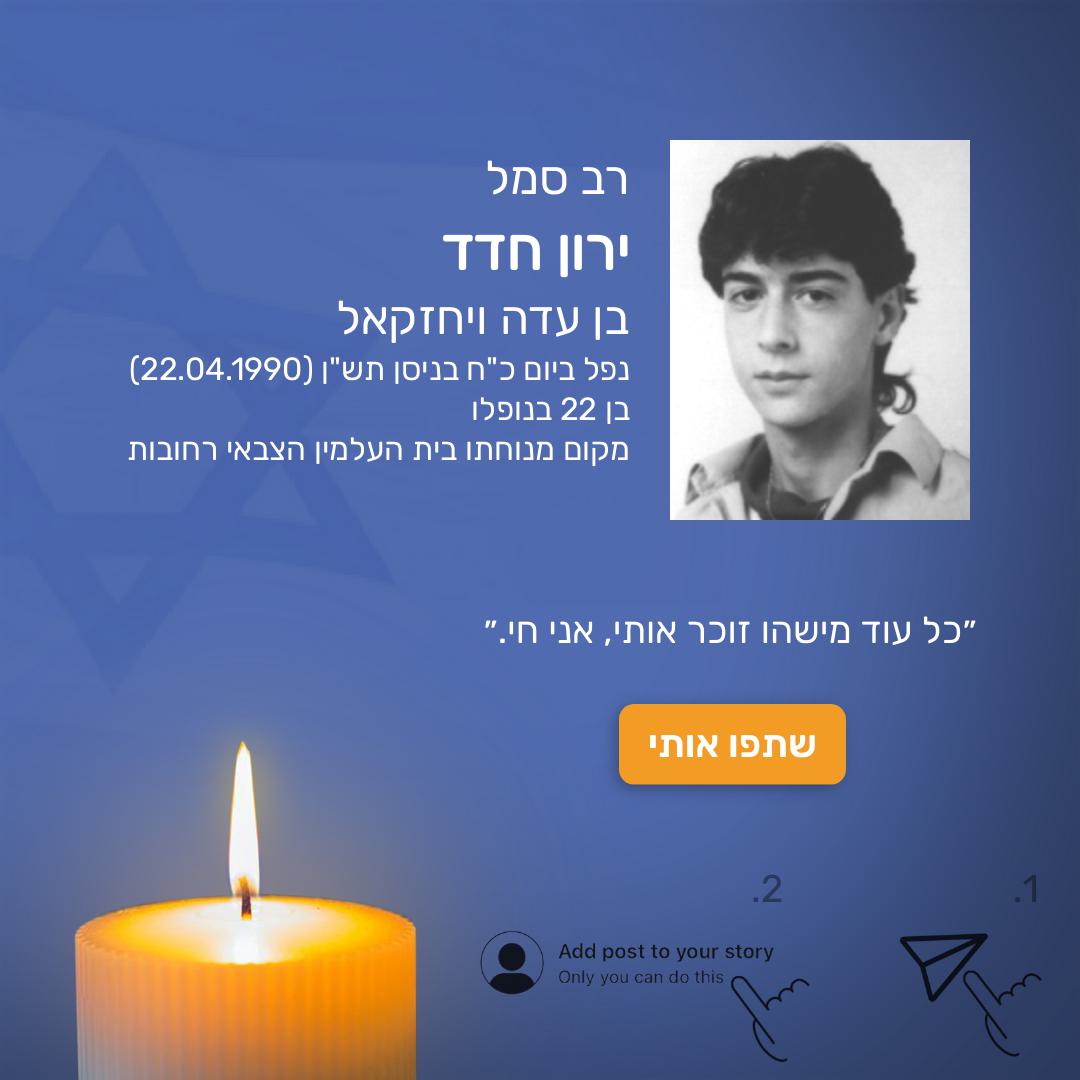 רב סמל
ירון חדד
בן עדה ויחזקאל
נפל ביום כ"ח בניסן תש"ן (22.04.1990)
בן 22 בנופלו
מקום מנוחתו בית העלמין הצבאי רחובות
״כל עוד מישהו זוכר אותי, אני חי.״
שתפו אותי
.1
.2
Add post to your story
Only you can do this